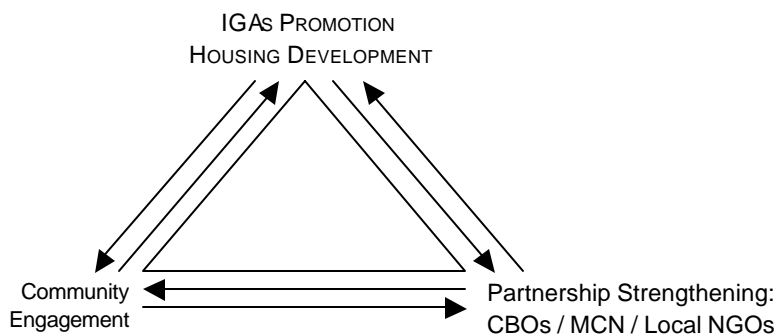 IGAs PROMOTION
HOUSING DEVELOPMENT
Community
Engagement
Partnership Strengthening:
CBOs / MCN / Local NGOs